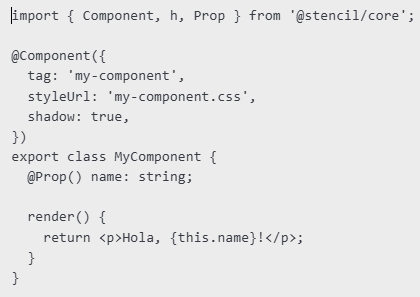 import { Component, h, Prop } from '@stencil/core';

@Component({
  tag: 'my-component',
  styleUrl: 'my-component.css',
  shadow: true,
})
export class MyComponent {
  @Prop() name: string;

  render() {
    return <p>Hola, {this.name}!</p>;
  }
}